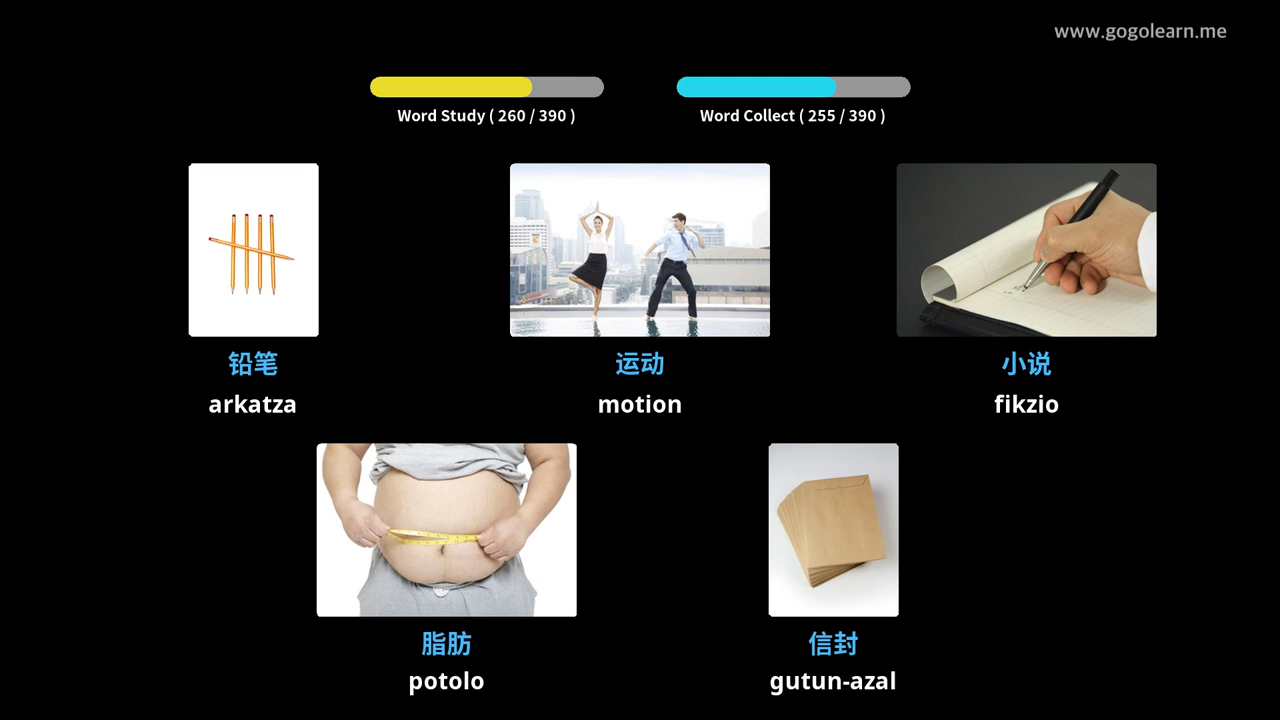 www.gogolearn.me
Word Study ( 260 / 390 )
Word Collect ( 255 / 390 )
铅笔
arkatza
运动
motion
小说
fikzio
脂肪
potolo
信封
gutun-azal